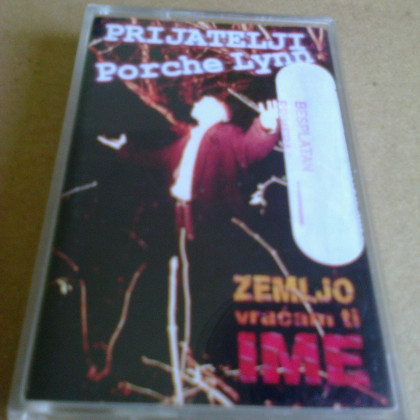 PRIJATELJI
Porche Lynn
BESPLATAN
ZEMLJO
vraćam ti
IME